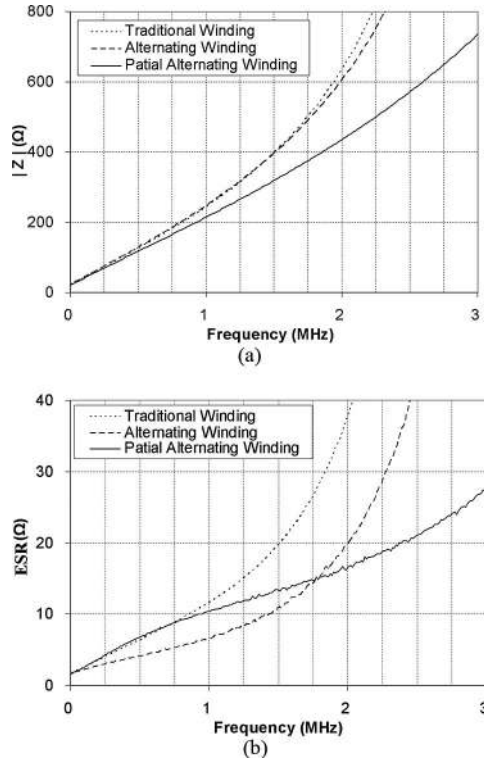 800
600
400
200
0
| Z | (Ω)
Traditional Winding
Alternating Winding
Patial Alternating Winding
0 1 2 3
Frequency (MHz)
(a)
40
30
20
10
0
ESR(Ω)
Traditional Winding
Alternating Winding
Patial Alternating Winding
0 1 2 3
Frequency (MHz)
(b)